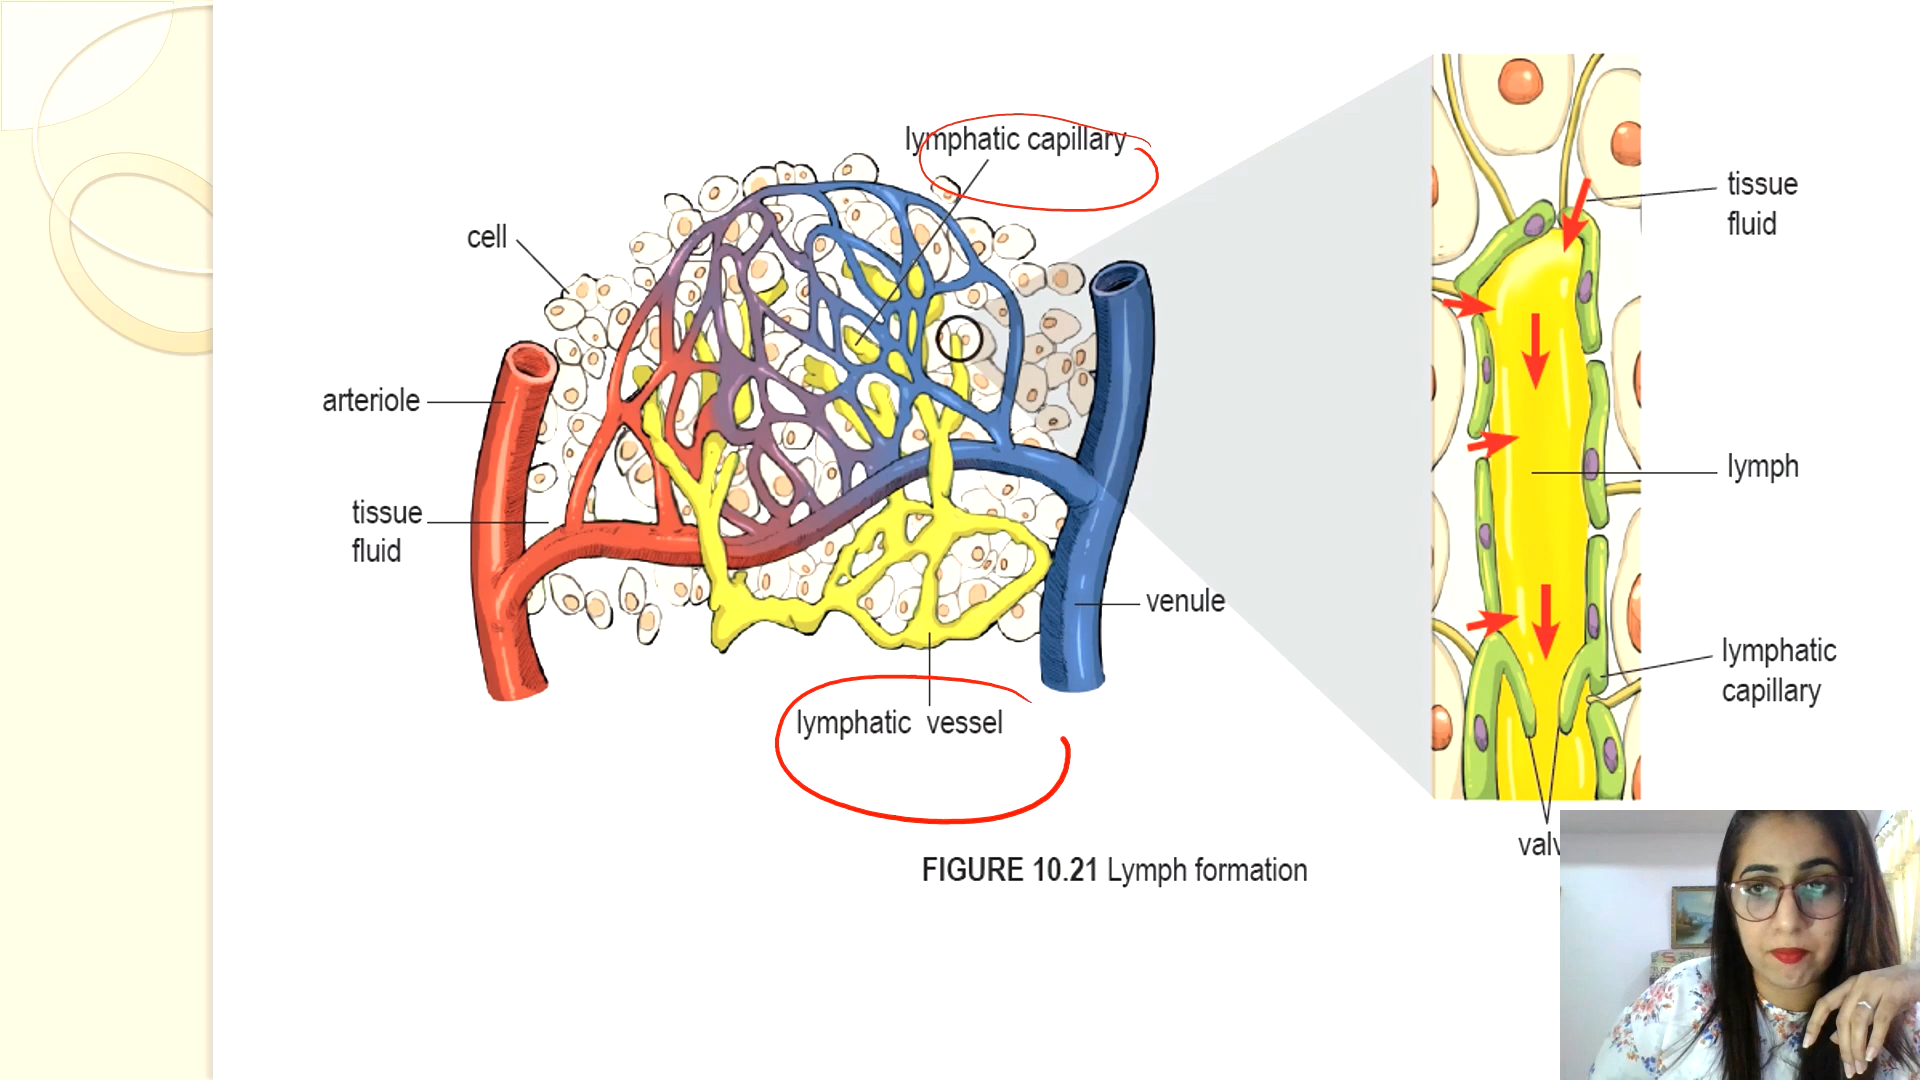 lymphatic capillary
cell
arteriole
tissue
fluid
venule
lymphatic vessel
tissue
fluid
lymph
lymphatic
capillary
valv
FIGURE 10.21 Lymph formation